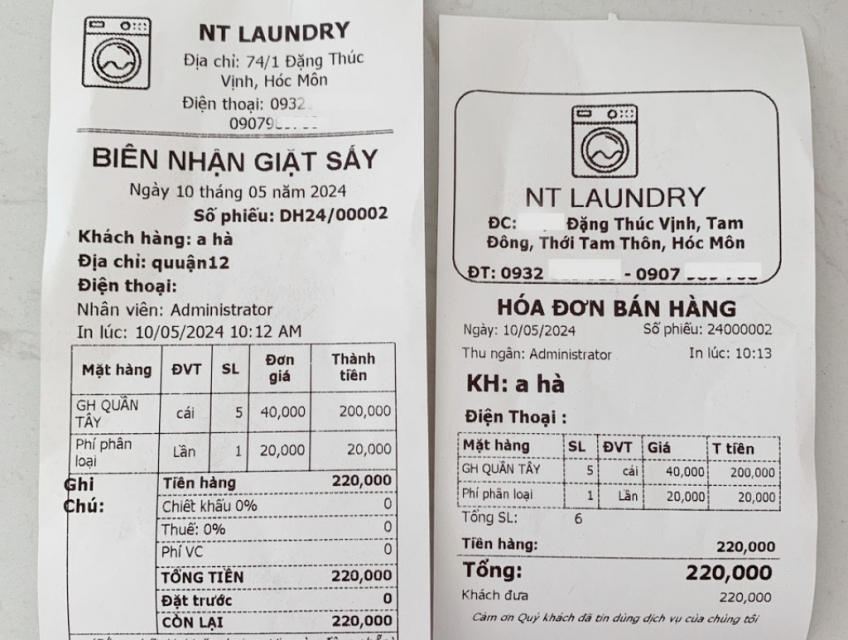 NT LAUNDRY
Địa chỉ: 74/1 Đặng Thúc
Vịnh, Hóc Môn
Điện thoại: 0932
0907
BIÊN NHẬN GIẶT SẤY
Ngày 10 tháng 05 năm 2024
Số phiếu: DH24/00002
Khách hàng: a hà
Địa chỉ: quuận12
Điện thoại:
Nhân viên: Administrator
In lúc: 10/05/2024 10:12 AM
Mặt hàng ĐVT SL Đơn giá Thành tiền
GH QUẦN TÂY cái 5 40,000 200,000
Phí phân loại Lần 1 20,000 20,000
Ghi Chú:
Tiền hàng 220,000
Chiết khấu 0% 0
Thuế: 0% 0
Phí VC 0
TỔNG TIỀN 220,000
Đặt trước 0
CÒN LẠI 220,000
NT LAUNDRY
ĐC: Đặng Thúc Vịnh, Tam
Đông, Thới Tam Thôn, Hóc Môn
ĐT: 0932 - 0907
HÓA ĐƠN BÁN HÀNG
Ngày: 10/05/2024 Số phiếu: 24000002
Thu ngân: Administrator In lúc: 10:13
KH: a hà
Điện Thoại :
Mặt hàng SL ĐVT Giá T tiền
GH QUẦN TÂY 5 cái 40,000 200,000
Phí phân loại 1 Lần 20,000 20,000
Tổng SL: 6
Tiền hàng: 220,000
Tổng: 220,000
Khách đưa 220,000
Cảm ơn Quý khách đã tin dùng dịch vụ của chúng tôi